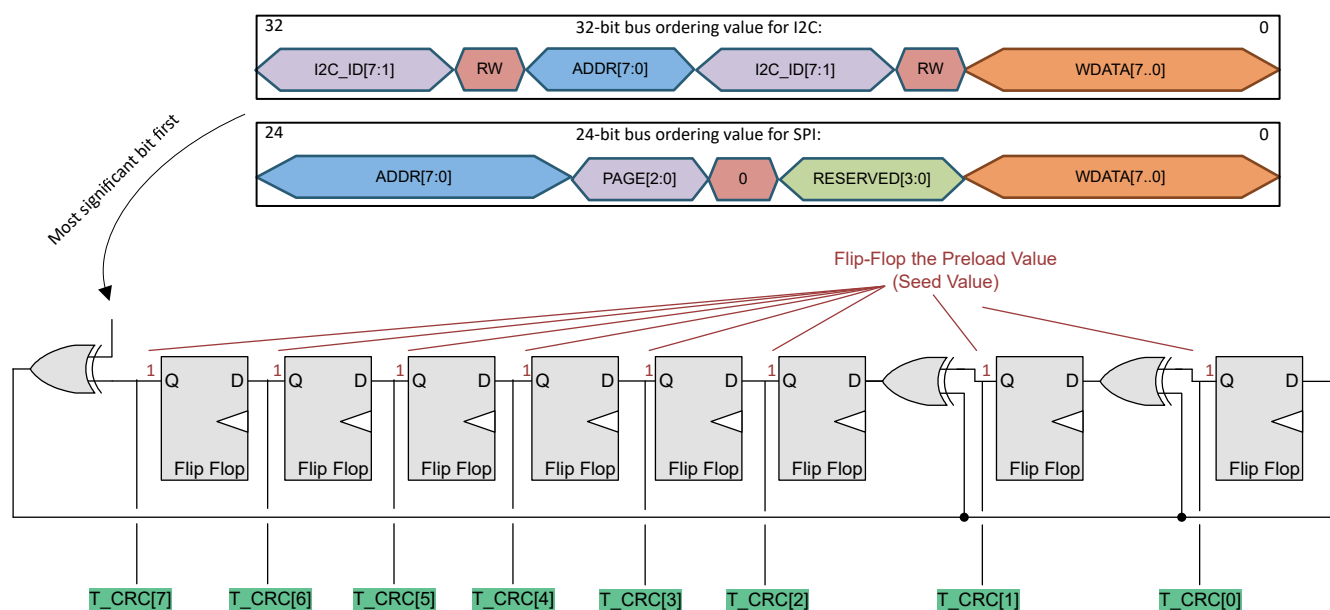 32 32-bit bus ordering value for I2C: 0
I2C_ID[7:1] RW ADDR[7:0] I2C_ID[7:1] RW WDATA[7..0]
24 24-bit bus ordering value for SPI: 0
ADDR[7:0] PAGE[2:0] 0 RESERVED[3:0] WDATA[7..0]
Most significant bit first
Flip-Flop the Preload Value
(Seed Value)
1 Q D 1 Q D 1 Q D 1 Q D 1 Q D 1 Q D 1 Q D 1 Q D
Flip Flop Flip Flop Flip Flop Flip Flop Flip Flop Flip Flop Flip Flop Flip Flop
T_CRC[7] T_CRC[6] T_CRC[5] T_CRC[4] T_CRC[3] T_CRC[2] T_CRC[1] T_CRC[0]